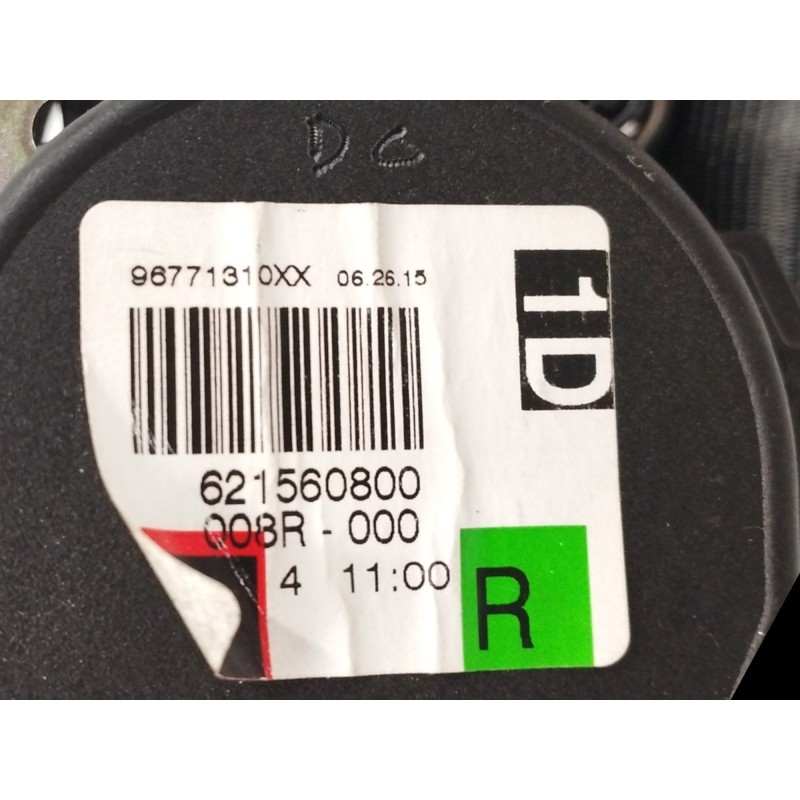 DC
96771310XX 06.26.15
1D
621560800
008R - 000
4 11:00
R